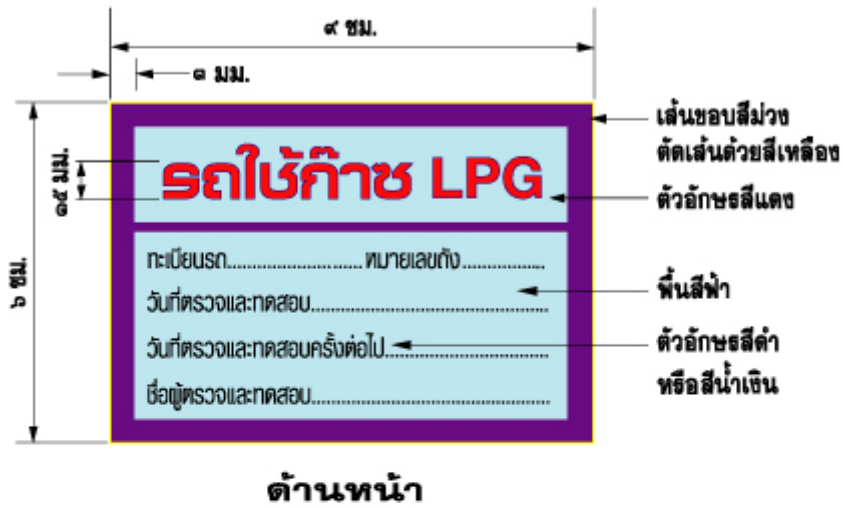 ๙ ซม.
๓ มม.
๑๕ มม.
๖ ซม.
รถใช้ก๊าซ LPG
ทะเบียนรถ..............................หมายเลขถัง..................
วันที่ตรวจและทดสอบ....................................................
วันที่ตรวจและทดสอบครั้งต่อไป....................................
ชื่อผู้ตรวจและทดสอบ....................................................
เส้นขอบสีม่วง
ตัดเส้นด้วยสีเหลือง
ตัวอักษรสีแดง
พื้นสีฟ้า
ตัวอักษรสีดำ
หรือสีน้ำเงิน
ด้านหน้า